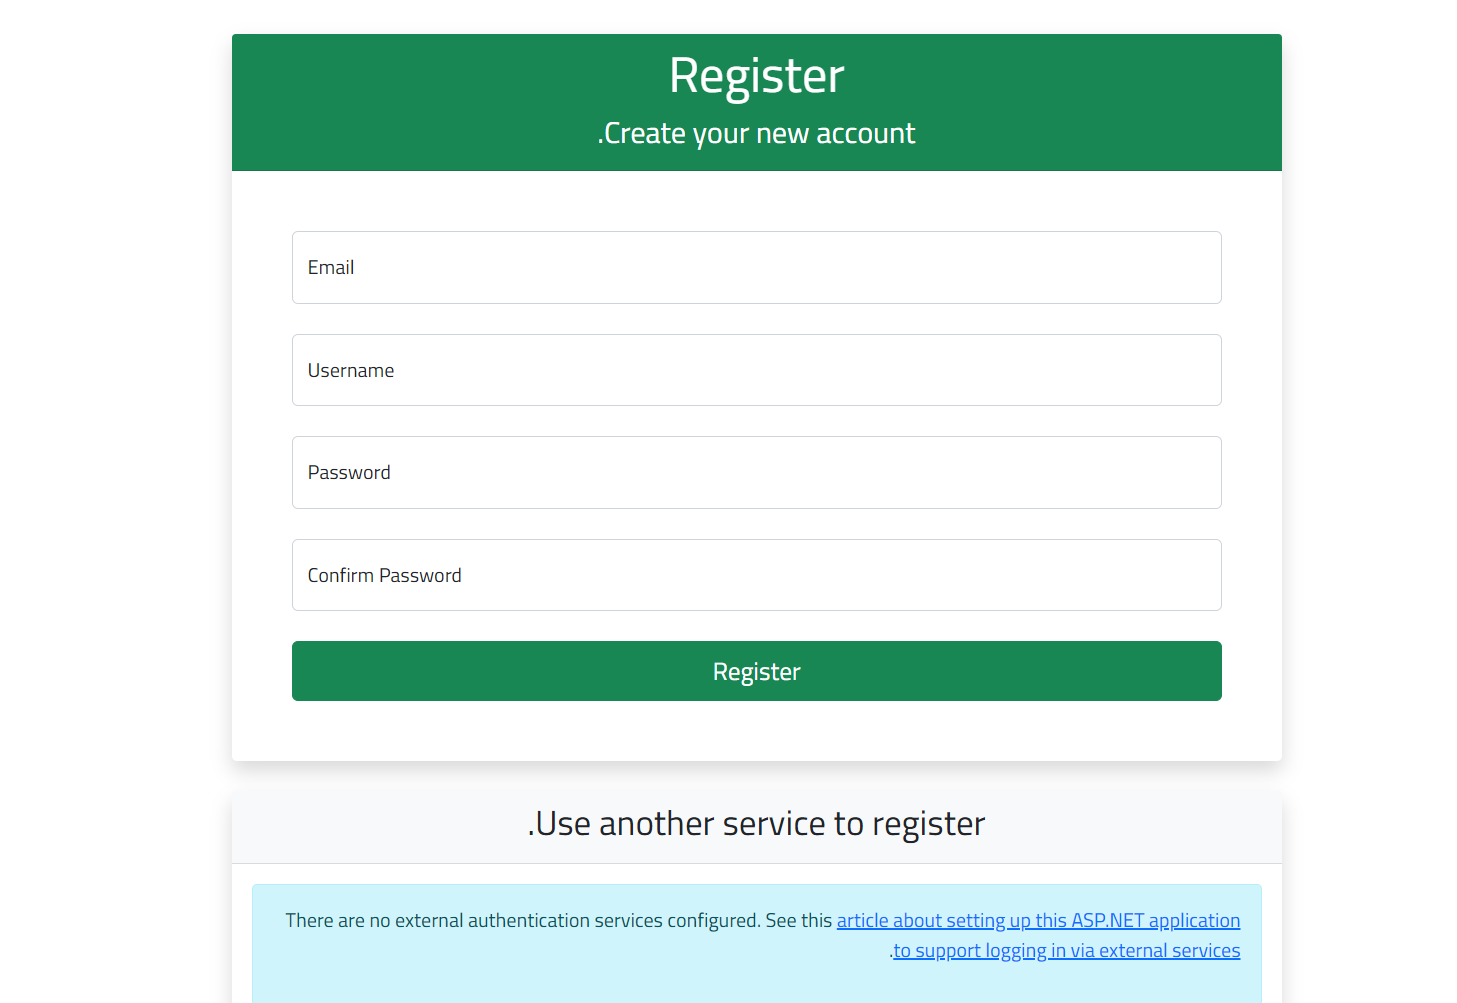 Register
.Create your new account
Email
Username
Password
Confirm Password
Register
.Use another service to register
There are no external authentication services configured. See this article about setting up this ASP.NET application
.to support logging in via external services